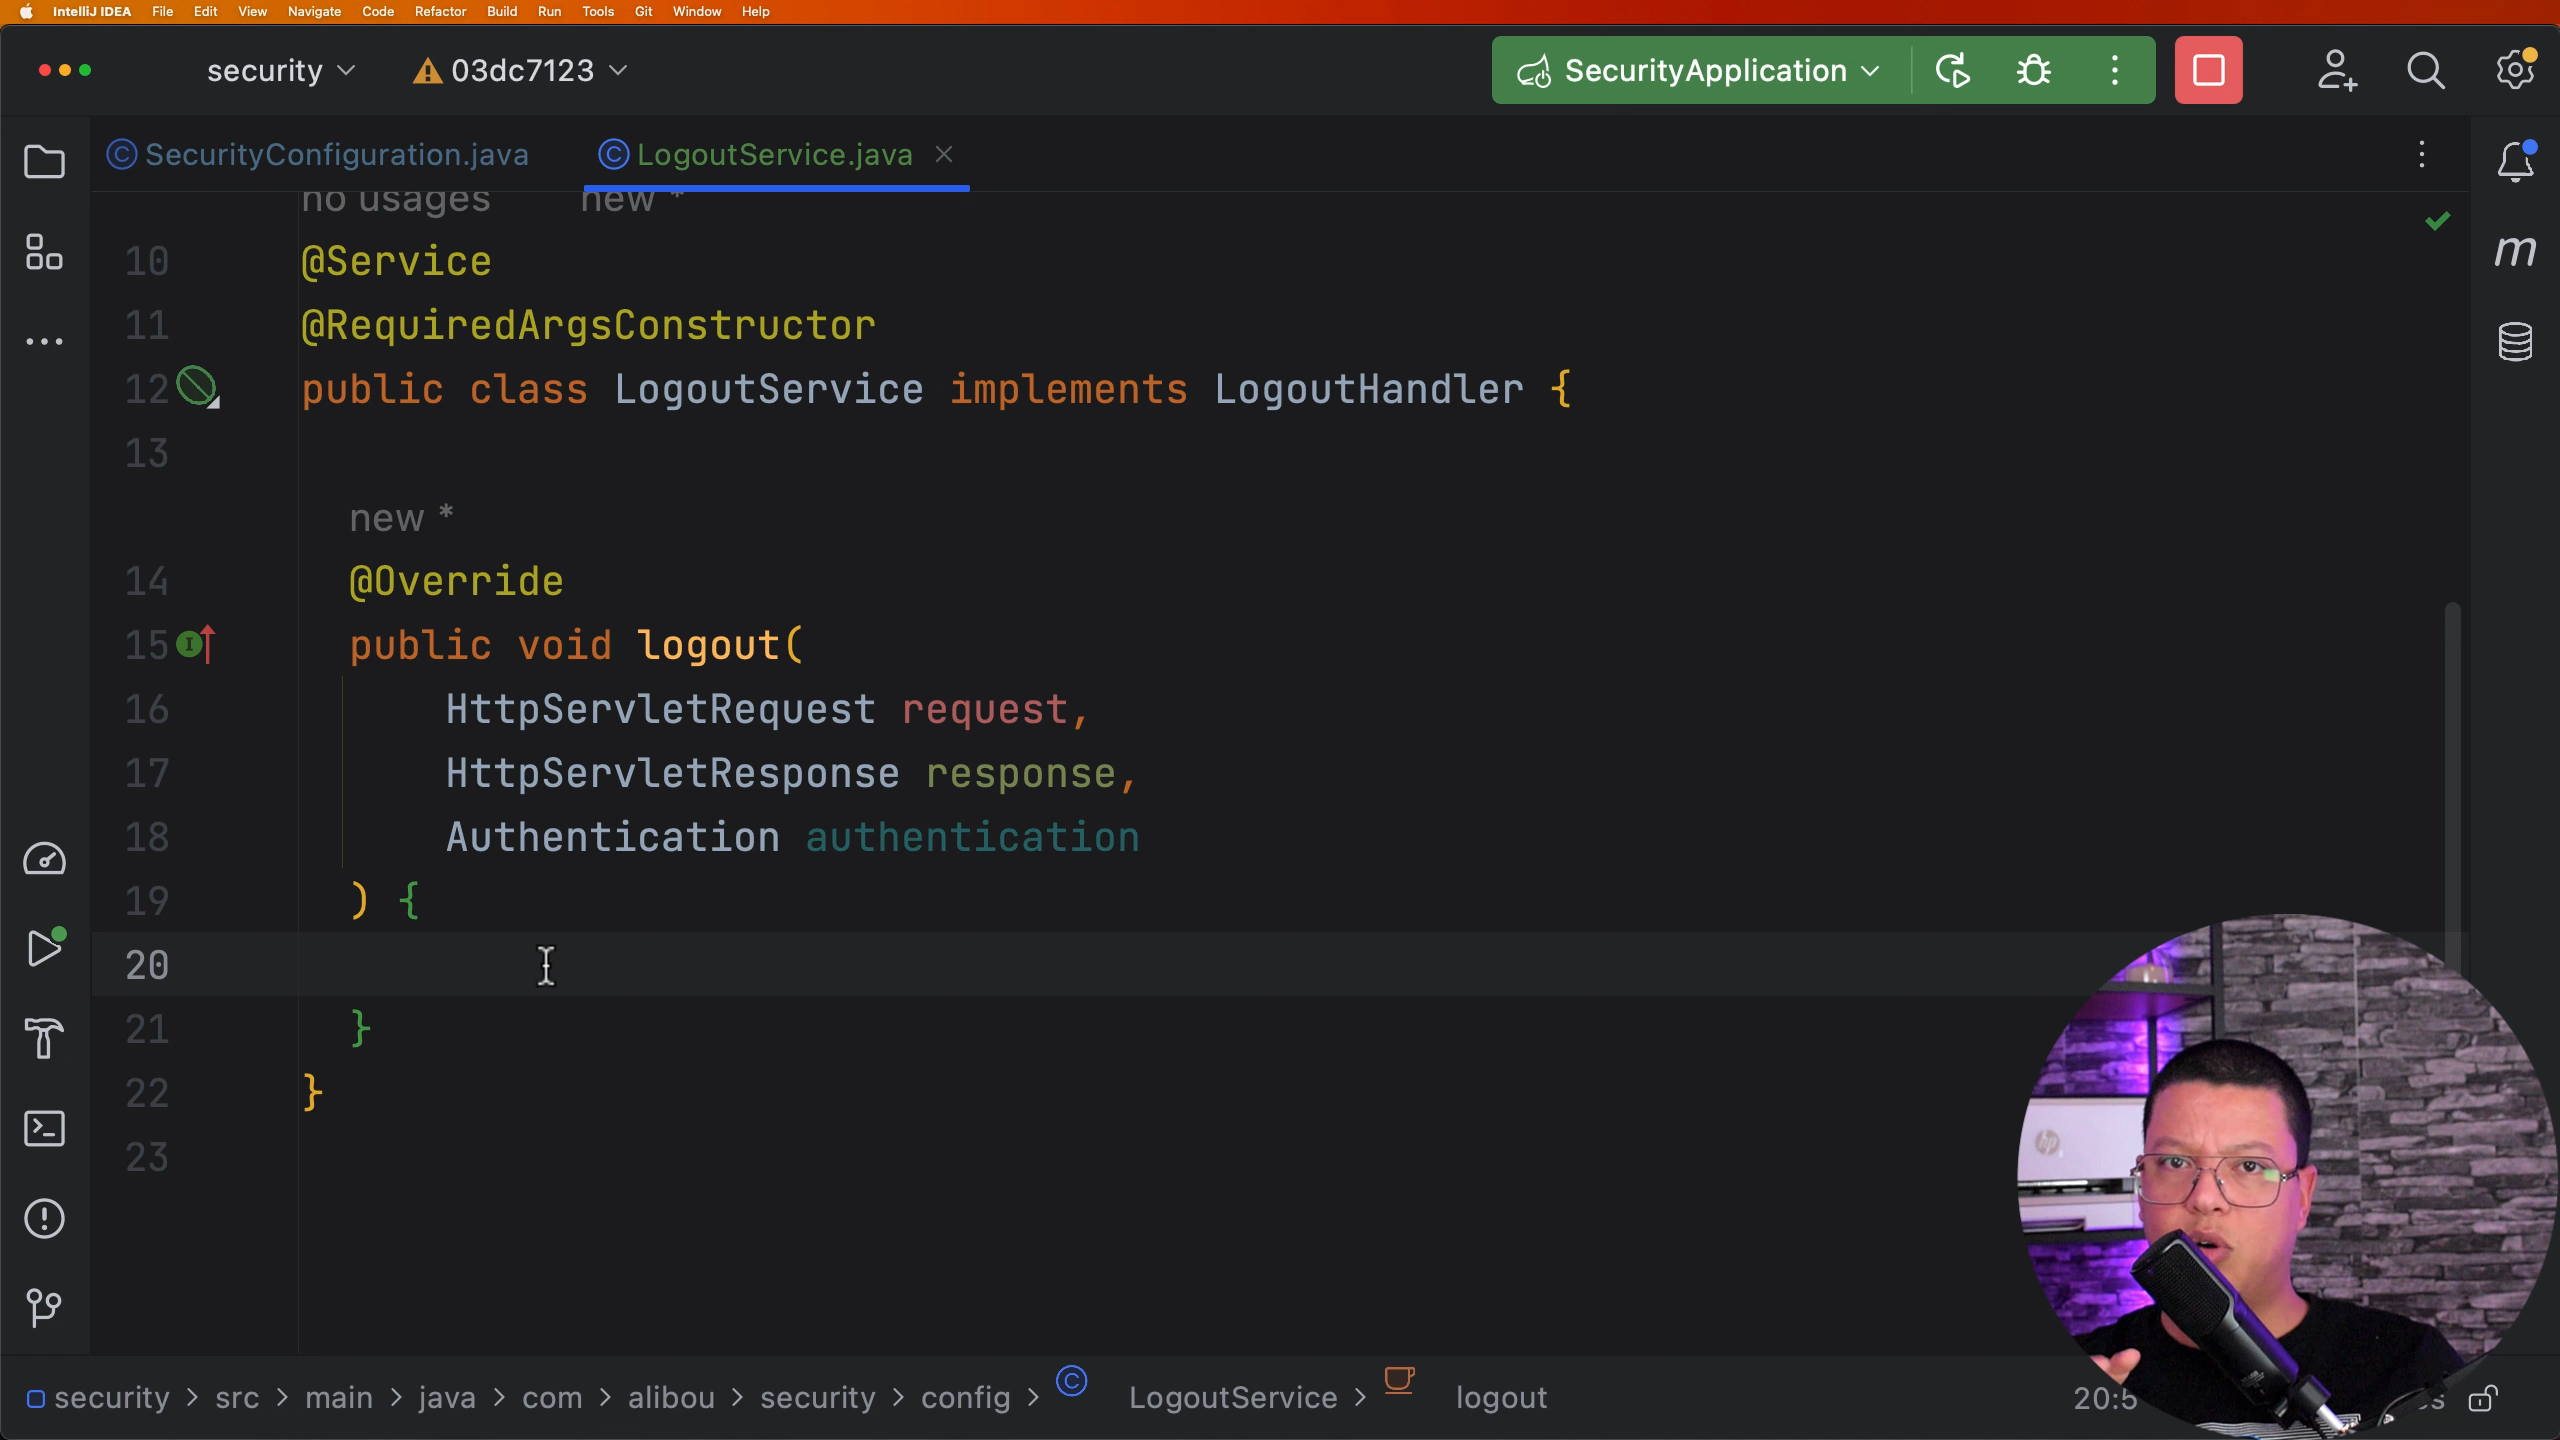 IntelliJ IDEA File Edit View Navigate Code Refactor Build Run Tools Git Window Help
security 03dc7123 SecurityApplication
SecurityConfiguration.java LogoutService.java
no usages new *
10 @Service
11 @RequiredArgsConstructor
12 public class LogoutService implements LogoutHandler {
13
new *
14 @Override
15 public void logout(
16 HttpServletRequest request,
17 HttpServletResponse response,
18 Authentication authentication
19 ) {
20
21 }
22 }
23
hp
security > src > main > java > com > alibou > security > config > LogoutService > logout 20:5